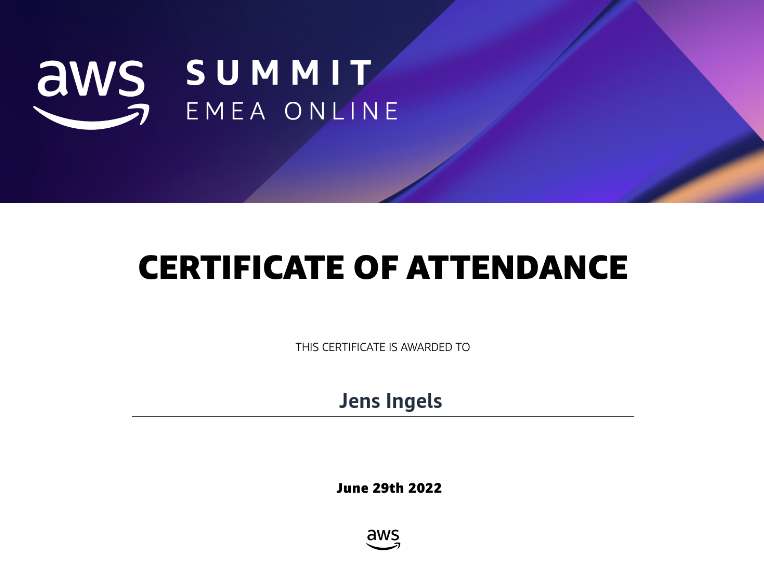 aws
SUMMIT
EMEA ONLINE
CERTIFICATE OF ATTENDANCE
THIS CERTIFICATE IS AWARDED TO
Jens Ingels
June 29th 2022
aws